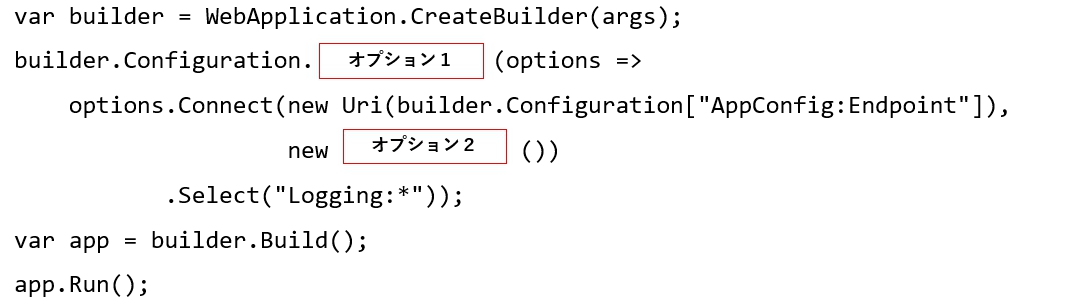 var builder = WebApplication.CreateBuilder(args);
builder.Configuration. オプション１ (options =>
options.Connect(new Uri(builder.Configuration["AppConfig:Endpoint"]),
new オプション２ ())
.Select("Logging:*"));
var app = builder.Build();
app.Run();